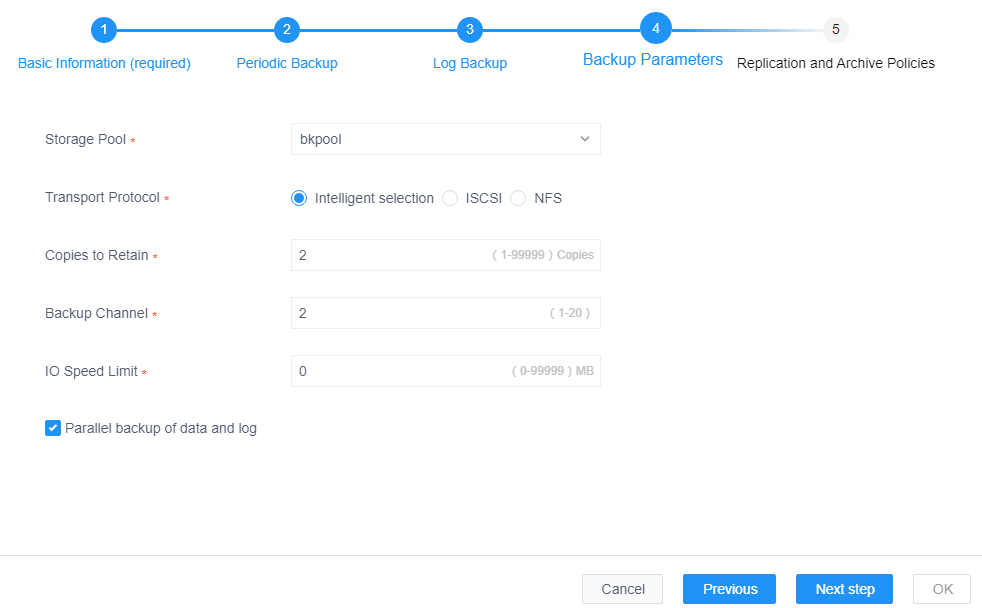 1 2 3 4 5
Basic Information (required) Periodic Backup Log Backup Backup Parameters Replication and Archive Policies
Storage Pool * bkpool
Transport Protocol * Intelligent selection ISCSI NFS
Copies to Retain * 2 ( 1-99999 ) Copies
Backup Channel * 2 ( 1-20 )
IO Speed Limit * 0 ( 0-99999 ) MB
Parallel backup of data and log
Cancel Previous Next step OK